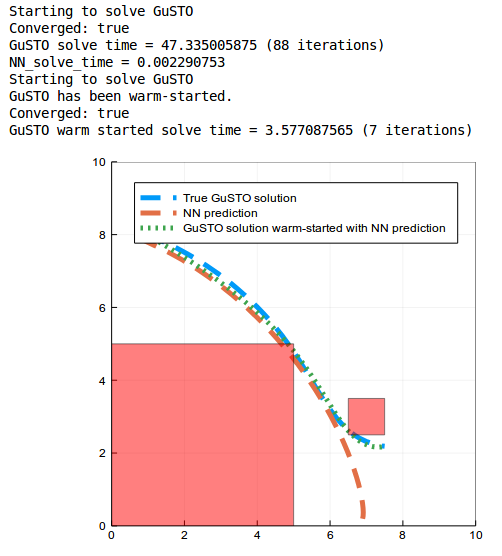 Starting to solve GuSTO
Converged: true
GuSTO solve time = 47.335005875 (88 iterations)
NN_solve_time = 0.002290753
Starting to solve GuSTO
GuSTO has been warm-started.
Converged: true
GuSTO warm started solve time = 3.577087565 (7 iterations)
10
True GuSTO solution
NN prediction
GuSTO solution warm-started with NN prediction
8
6
4
2
0
0 2 4 6 8 10